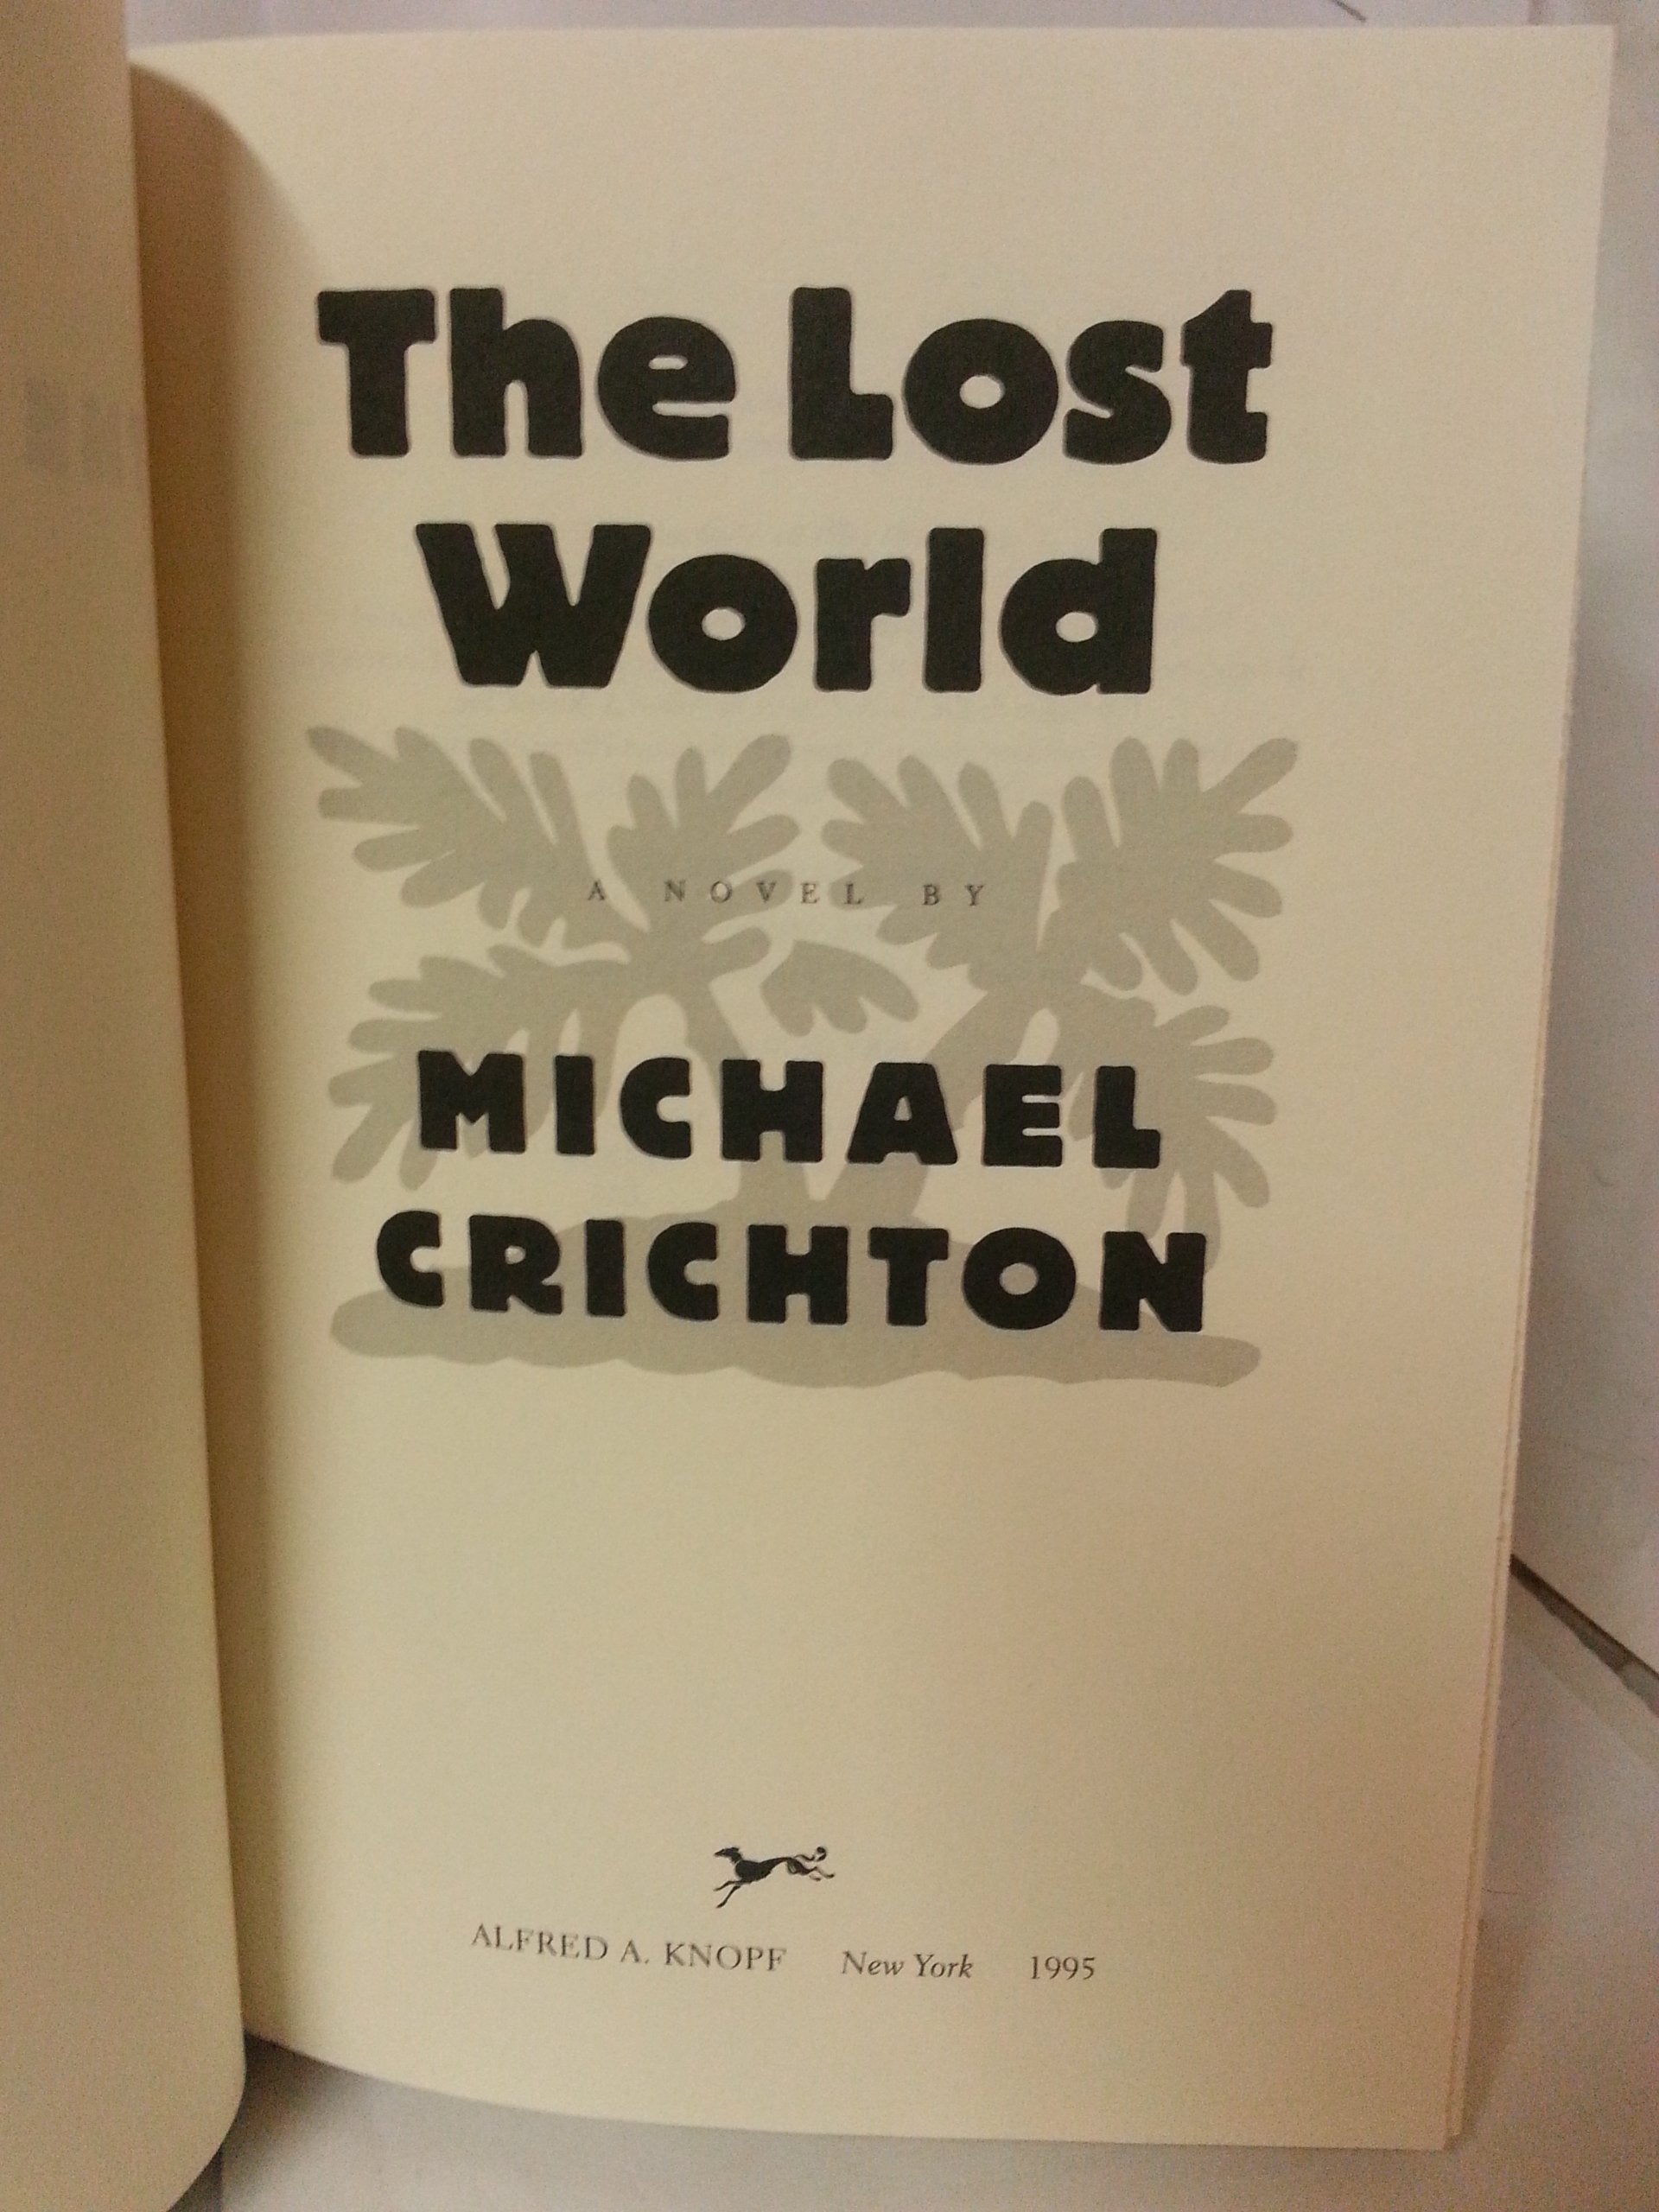 The Lost
World
A NOVEL BY
MICHAEL
CRICHTON
ALFRED A. KNOPF New York 1995